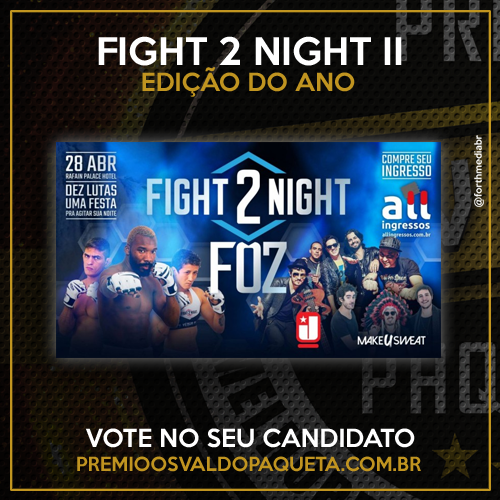 FIGHT 2 NIGHT II
EDIÇÃO DO ANO
@forthmediabr
28 ABR
RAFAIN PALACE HOTEL
DEZ LUTAS
UMA FESTA
PRA AGITAR SUA NOITE
FIGHT 2 NIGHT
FOZ
COMPRE SEU
INGRESSO
all
ingressos
allingressos.com.br
J
MAKE U SWEAT
VOTE NO SEU CANDIDATO
PREMIOOSVALDOPAQUETA.COM.BR